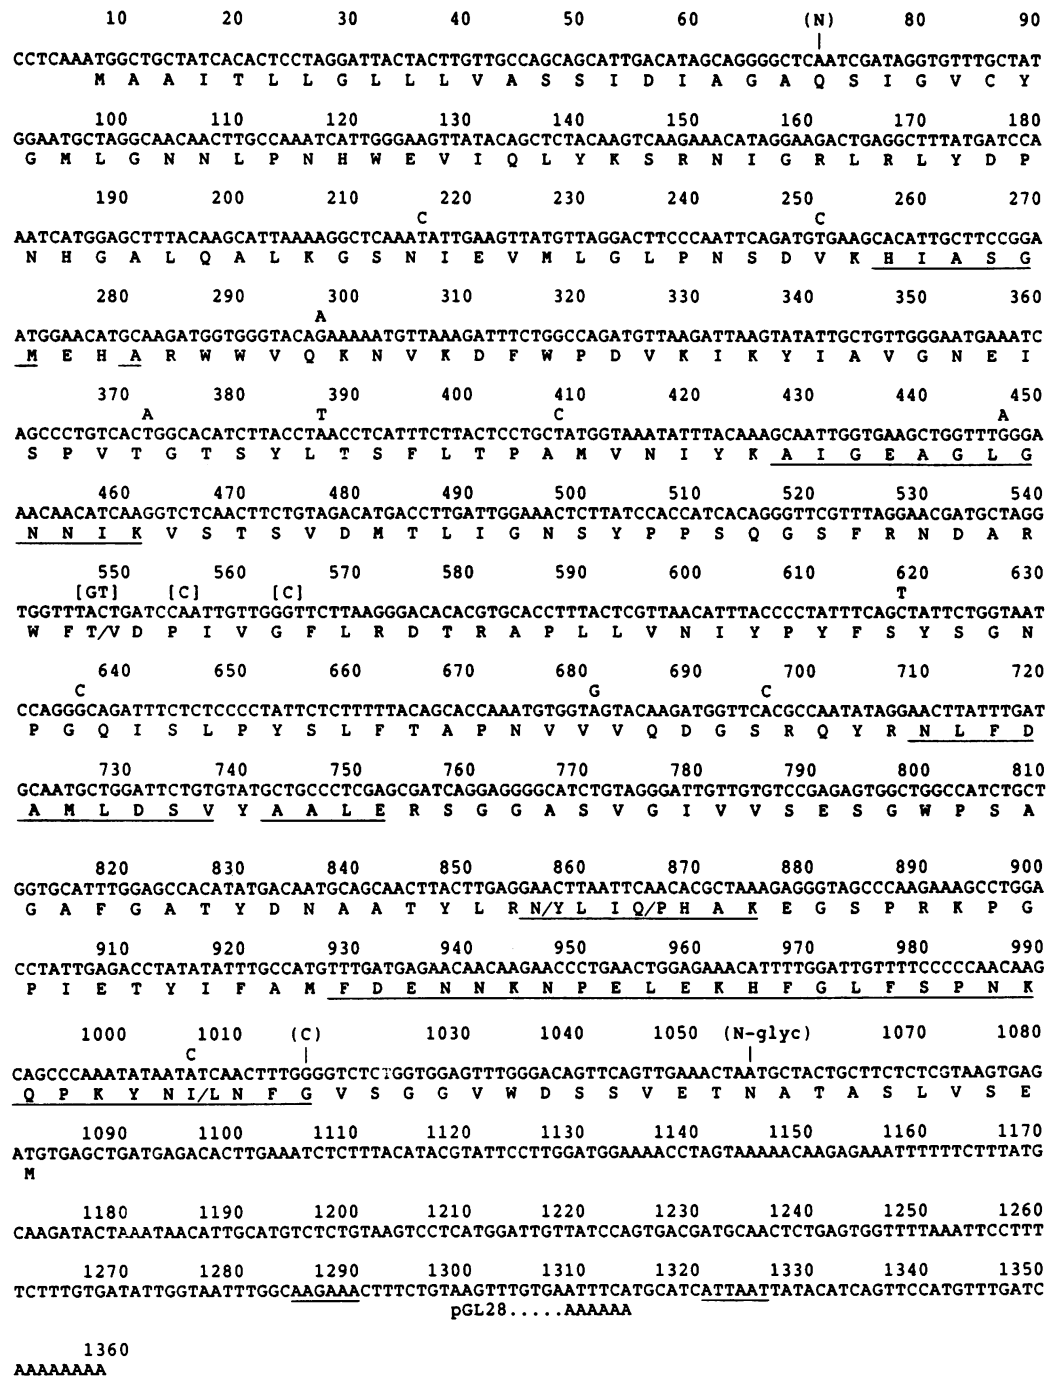 10 20 30 40 50 60 (N) 80 90
CCTCAAATGGCTGCTATCACACTCCTAGGATTACTACTTGTTGCCAGCAGCATTGACATAGCAGGGGCTCAATCGATAGGTGTTTGCTAT
M A A I T L L G L L L V A S S I D I A G A Q S I G V C Y
100 110 120 130 140 150 160 170 180
GGAATGCTAGGCAACAACTTGCCAAATCATTGGGAAGTTATACAGCTCTACAAGTCAAGAAACATAGGAAGACTGAGGCTTTATGATCCA
G M L G N N L P N H W E V I Q L Y K S R N I G R L R L Y D P
190 200 210 220 230 240 250 260 270
C C
AATCATGGAGCTTTACAAGCATTAAAAGGCTCAAATATTGAAGTTATGTTAGGACTTCCCAATTCAGATGTGAAGCACATTGCTTCCGGA
N H G A L Q A L K G S N I E V M L G L P N S D V K H I A S G
280 290 300 310 320 330 340 350 360
A
ATGGAACATGCAAGATGGTGGGTACAGAAAAATGTTAAAGATTTCTGGCCAGATGTTAAGATTAAGTATATTGCTGTTGGGAATGAAATC
M E H A R W W V Q K N V K D F W P D V K I K Y I A V G N E I
370 380 390 400 410 420 430 440 450
A T C A
AGCCCTGTCACTGGCACATCTTACCTAACCTCATTTCTTACTCCTGCTATGGTAAATATTTACAAAGCAATTGGTGAAGCTGGTTTGGGA
S P V T G T S Y L T S F L T P A M V N I Y K A I G E A G L G
460 470 480 490 500 510 520 530 540
AACAACATCAAGGTCTCAACTTCTGTAGACATGACCTTGATTGGAAACTCTTATCCACCATCACAGGGTTCGTTTAGGAACGATGCTAGG
N N I K V S T S V D M T L I G N S Y P P S Q G S F R N D A R
550 560 570 580 590 600 610 620 630
[GT] [C] [C] T
TGGTTTACTGATCCAATTGTTGGGTTCTTAAGGGACACACGTGCACCTTTACTCGTTAACATTTACCCCTATTTCAGCTATTCTGGTAAT
W F T/V D P I V G F L R D T R A P L L V N I Y P Y F S Y S G N
640 650 660 670 680 690 700 710 720
C G C
CCAGGGCAGATTTCTCTCCCCTATTCTCTTTTTACAGCACCAAATGTGGTAGTACAAGATGGTTCACGCCAATATAGGAACTTATTTGAT
P G Q I S L P Y S L F T A P N V V V Q D G S R Q Y R N L F D
730 740 750 760 770 780 790 800 810
GCAATGCTGGATTCTGTGTATGCTGCCCTCGAGCGATCAGGAGGGGCATCTGTAGGGATTGTTGTGTCCGAGAGTGGCTGGCCATCTGCT
A M L D S V Y A A L E R S G G A S V G I V V S E S G W P S A
820 830 840 850 860 870 880 890 900
GGTGCATTTGGAGCCACATATGACAATGCAGCAACTTACTTGAGGAACTTAATTCAACACGCTAAAGAGGGTAGCCCAAGAAAGCCTGGA
G A F G A T Y D N A A T Y L R N/Y L I Q/P H A K E G S P R K P G
910 920 930 940 950 960 970 980 990
CCTATTGAGACCTATATATTTGCCATGTTTGATGAGAACAACAAGAACCCTGAACTGGAGAAACATTTTGGATTGTTTTCCCCCAACAAG
P I E T Y I F A M F D E N N K N P E L E K H F G L F S P N K
1000 1010 (C) 1030 1040 1050 (N-glyc) 1070 1080
C
CAGCCCAAATATAATATCAACTTTGGGGTCTCTGGTGGAGTTTGGGACAGTTCAGTTGAAACTAATGCTACTGCTTCTCTCGTAAGTGAG
Q P K Y N I/L N F G V S G G V W D S S V E T N A T A S L V S E
1090 1100 1110 1120 1130 1140 1150 1160 1170
ATGTGAGCTGATGAGACACTTGAAATCTCTTTACATACGTATTCCTTGGATGGAAAACCTAGTAAAAACAAGAGAAATTTTTTCTTTATG
M
1180 1190 1200 1210 1220 1230 1240 1250 1260
CAAGATACTAAATAACATTGCATGTCTCTGTAAGTCCTCATGGATTGTTATCCAGTGACGATGCAACTCTGAGTGGTTTTAAATTCCTTT
1270 1280 1290 1300 1310 1320 1330 1340 1350
TCTTTGTGATATTGGTAATTTGGCAAGAAACTTTCTGTAAGTTTGTGAATTTCATGCATCATTAATTATACATCAGTTCCATGTTTGATC
pGL28.....AAAAAA
1360
AAAAAAAA